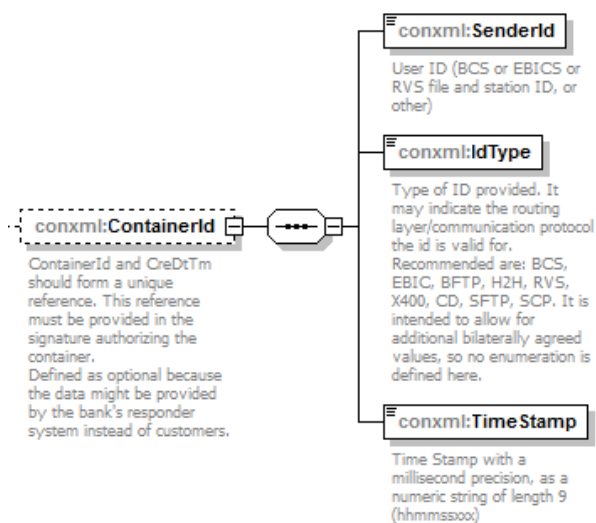 conxml:SenderId
User ID (BCS or EBICS or
RVS file and station ID, or
other)
conxml:IdType
Type of ID provided. It
may indicate the routing
layer/communication protocol
the id is valid for.
Recommended are: BCS,
EBIC, BFTP, H2H, RVS,
X400, CD, SFTP, SCP. It is
intended to allow for
additional bilaterally agreed
values, so no enumeration is
defined here.
conxml:ContainerId
ContainerId and CreDtTm
should form a unique
reference. This reference
must be provided in the
signature authorizing the
container.
Defined as optional because
the data might be provided
by the bank's responder
system instead of customers.
conxml:TimeStamp
Time Stamp with a
millisecond precision, as a
numeric string of length 9
(hhmmssxxx)